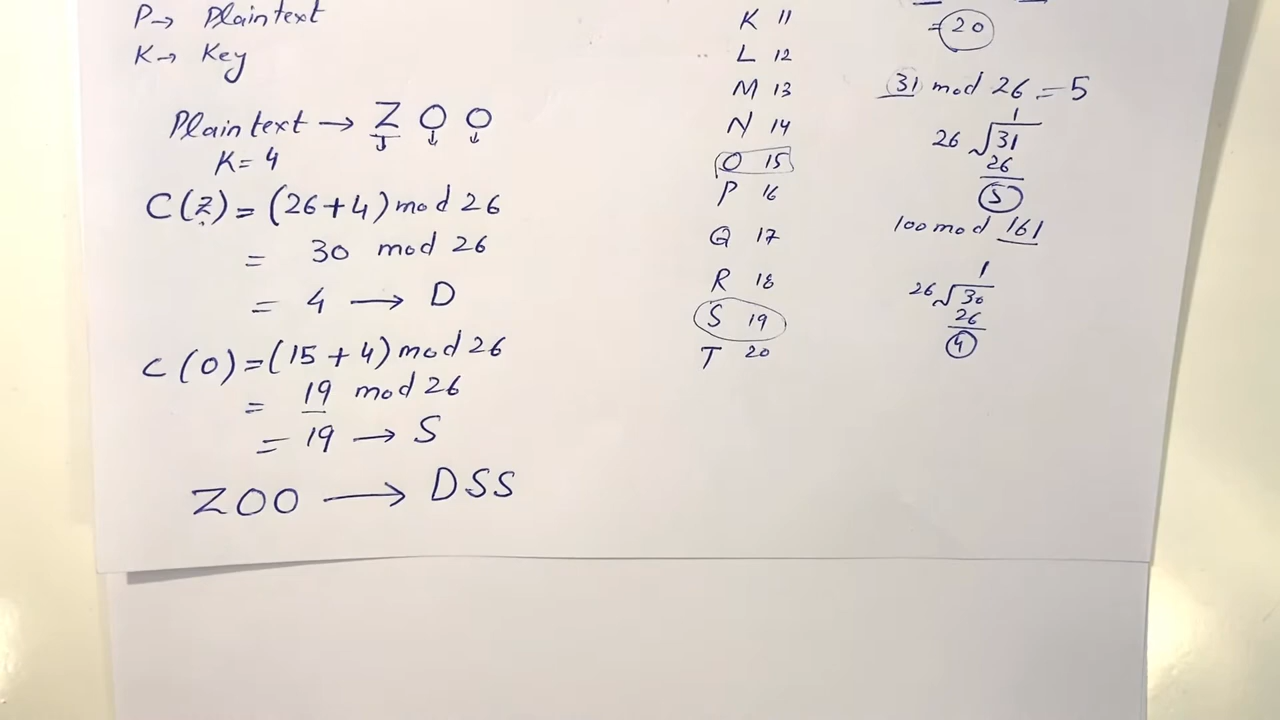 P→ Plaintext
K→ Key
Plaintext → Z O O
K= 4
C(Z) = (26+4) mod 26
= 30 mod 26
= 4 → D
C(O) = (15 + 4) mod 26
= 19 mod 26
= 19 → S
ZOO → DSS
K 11
L 12
M 13
N 14
O 15
P 16
Q 17
R 18
S 19
T 20
= 20
31 mod 26 = 5
1
26 √31
26
5
100 mod 161
1
26 √30
26
4